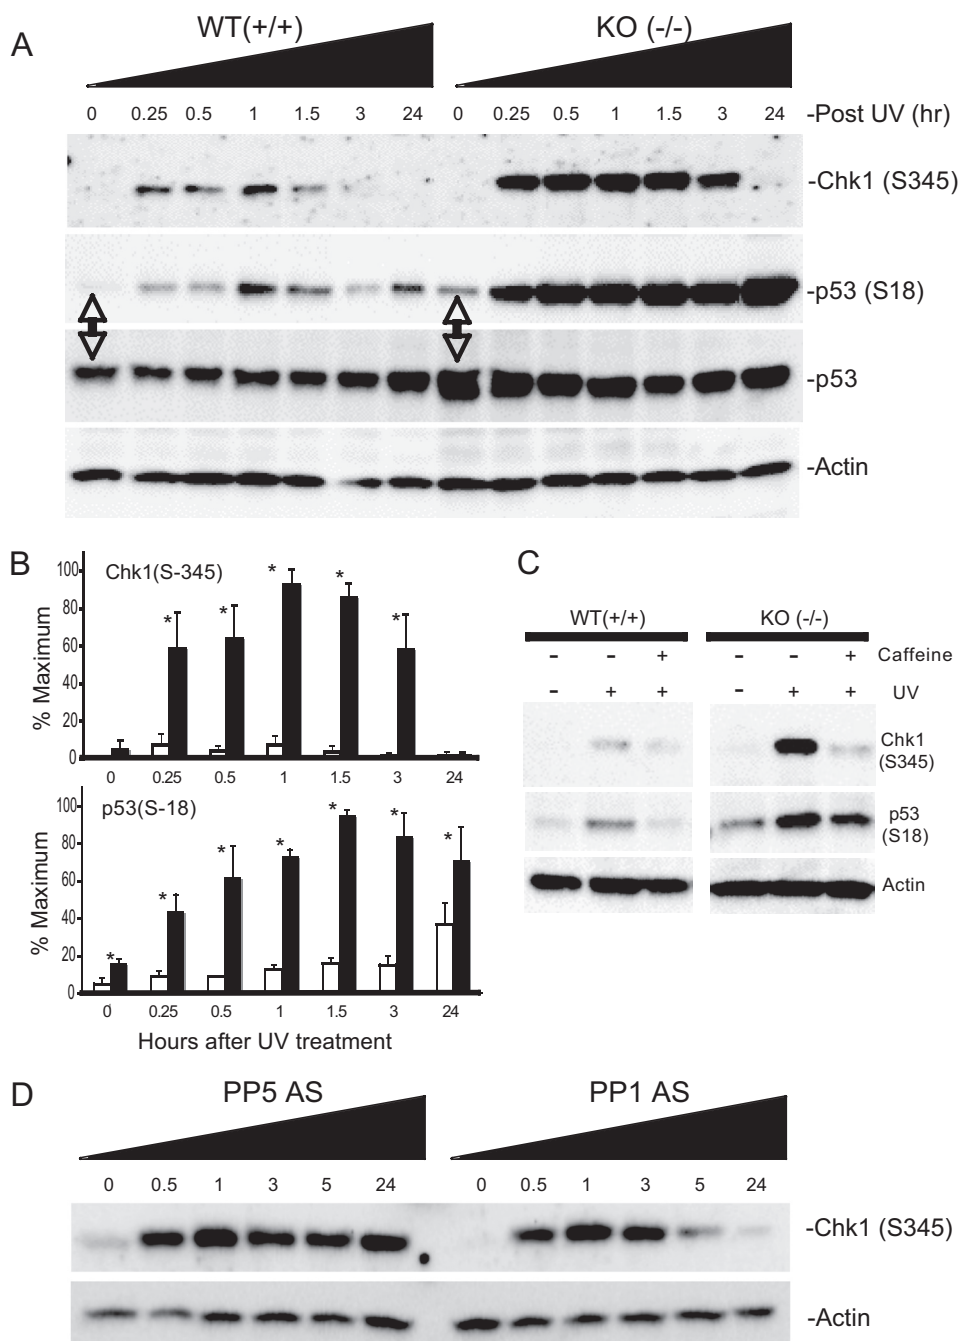 A
WT(+/+) KO (-/-)
0 0.25 0.5 1 1.5 3 24 0 0.25 0.5 1 1.5 3 24 -Post UV (hr)
-Chk1 (S345)
-p53 (S18)
-p53
-Actin
B
Chk1(S-345)
% Maximum
100
80
60
40
20
0
0 0.25 0.5 1 1.5 3 24
* * * * *
p53(S-18)
% Maximum
100
80
60
40
20
0
0 0.25 0.5 1 1.5 3 24
* * * * * * *
Hours after UV treatment
C
WT(+/+) KO (-/-)
- - + - - + Caffeine
- + + - + + UV
Chk1
(S345)
p53
(S18)
Actin
D
PP5 AS PP1 AS
0 0.5 1 3 5 24 0 0.5 1 3 5 24
-Chk1 (S345)
-Actin